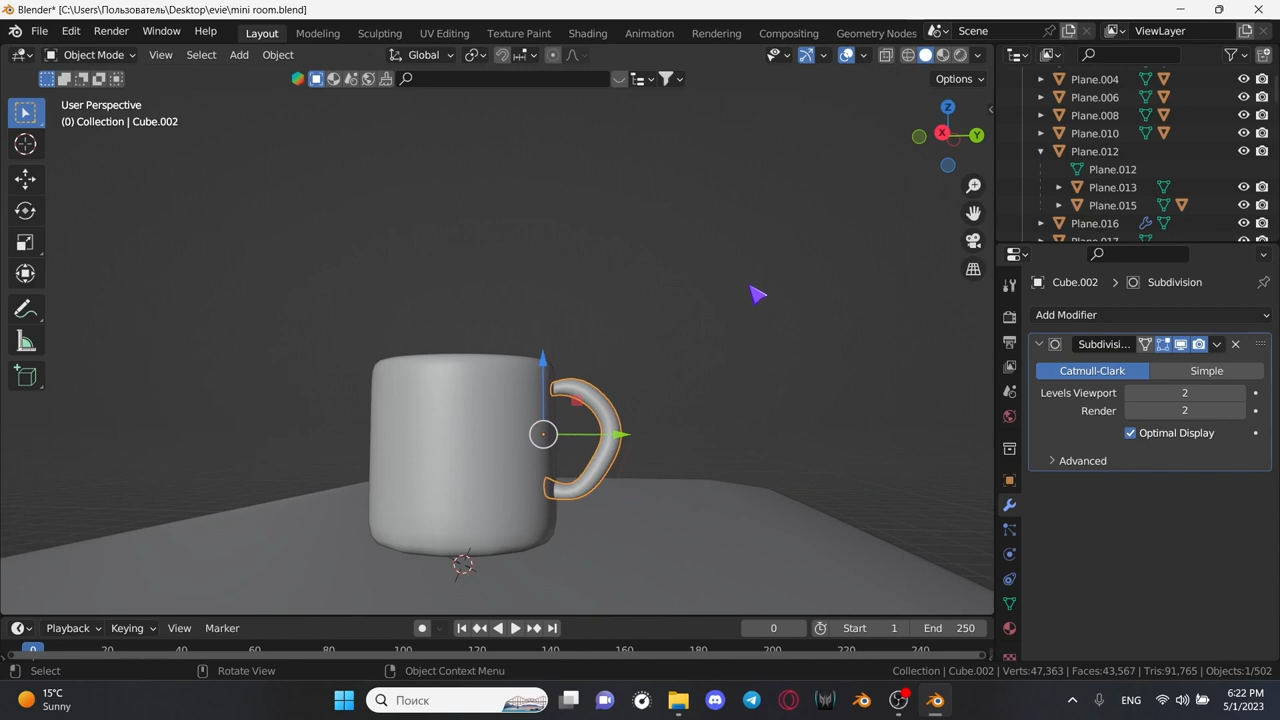 Blender* [C:\Users\Пользователь\Desktop\evie\mini room.blend]
File Edit Render Window Help Layout Modeling Sculpting UV Editing Texture Paint Shading Animation Rendering Compositing Geometry Nodes Scene ViewLayer
Object Mode View Select Add Object Global
Options
User Perspective
(0) Collection | Cube.002
Z
X
Y
Plane.004
Plane.006
Plane.008
Plane.010
Plane.012
Plane.012
Plane.013
Plane.015
Plane.016
Plane.017
Cube.002 Subdivision
Add Modifier
Subdivisi...
Catmull-Clark Simple
Levels Viewport 2
Render 2
Optimal Display
Advanced
Playback Keying View Marker 0 Start 1 End 250
0 20 40 60 80 100 120 140 160 180 200 220 240
Select Rotate View Object Context Menu Collection | Cube.002 | Verts:47,363 | Faces:43,567 | Tris:91,765 | Objects:1/502
15°C
Sunny
Поиск
ENG
5:22 PM
5/1/2023